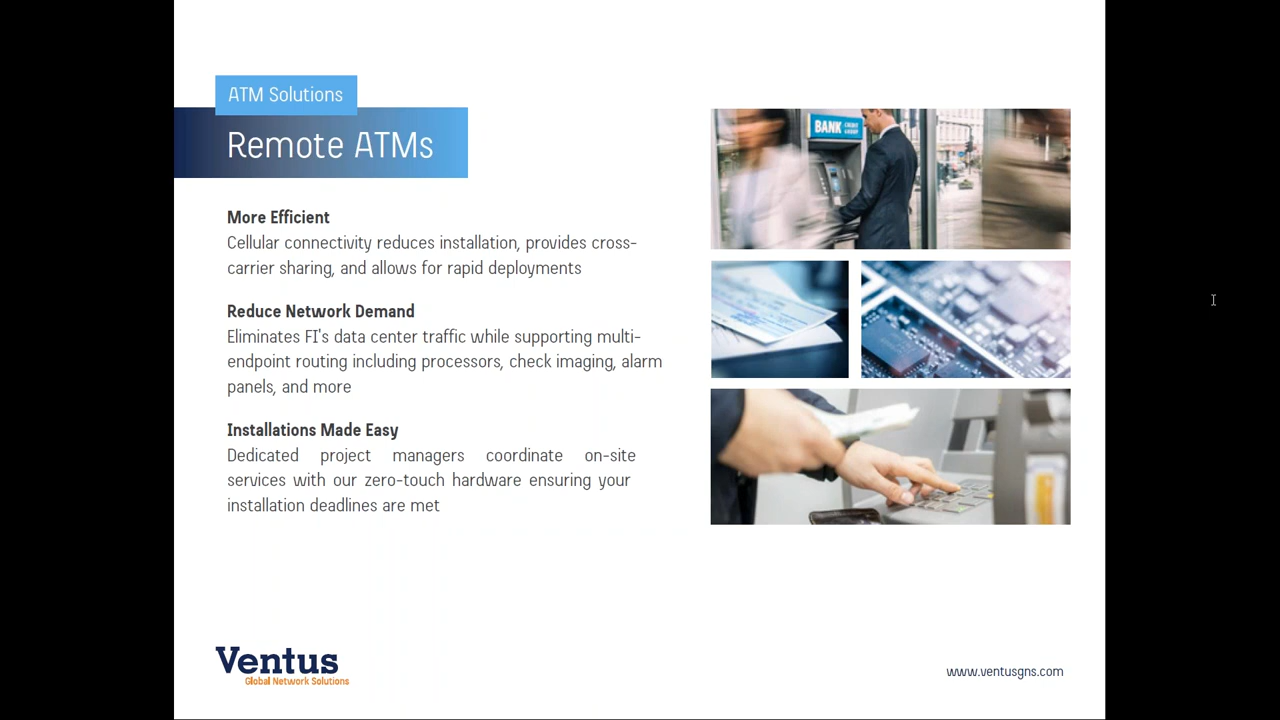 ATM Solutions
Remote ATMs
More Efficient
Cellular connectivity reduces installation, provides cross-
carrier sharing, and allows for rapid deployments
Reduce Network Demand
Eliminates FI's data center traffic while supporting multi-
endpoint routing including processors, check imaging, alarm
panels, and more
Installations Made Easy
Dedicated project managers coordinate on-site
services with our zero-touch hardware ensuring your
installation deadlines are met
BANK
Ventus
Global Network Solutions
www.ventusgns.com